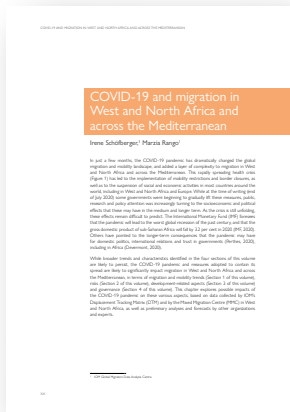 COVID-19 AND MIGRATION IN WEST AND NORTH AFRICA AND ACROSS THE MEDITERRANEAN
COVID-19 and migration in
West and North Africa and
across the Mediterranean
Irene Schöfberger,¹ Marzia Rango¹
In just a few months, the COVID-19 pandemic has dramatically changed the global
migration and mobility landscape, and added a layer of complexity to migration in West
and North Africa and across the Mediterranean. The rapidly spreading health crisis
(Figure 1) has led to the implementation of mobility restrictions and border closures, as
well as to the suspension of social and economic activities in most countries around the
world, including in West and North Africa and Europe. While at the time of writing (end
of July 2020) some governments were beginning to gradually lift these measures, public,
research and policy attention was increasingly turning to the socioeconomic and political
effects that these may have in the medium and longer term. As the crisis is still unfolding,
these effects remain difficult to predict. The International Monetary Fund (IMF) foresees
that the pandemic will lead to the worst global recession of the past century, and that the
gross domestic product of sub-Saharan Africa will fall by 3.2 per cent in 2020 (IMF, 2020).
Others have pointed to the longer-term consequences that the pandemic may have
for domestic politics, international relations and trust in governments (Perthes, 2020),
including in Africa (Devermont, 2020).
While broader trends and characteristics identified in the four sections of this volume
are likely to persist, the COVID-19 pandemic and measures adopted to contain its
spread are likely to significantly impact migration in West and North Africa and across
the Mediterranean, in terms of migration and mobility trends (Section 1 of this volume),
risks (Section 2 of the volume), development-related aspects (Section 3 of the volume)
and governance (Section 4 of the volume). This chapter explores possible impacts of
the COVID-19 pandemic on these various aspects, based on data collected by IOM's
Displacement Tracking Matrix (DTM) and by the Mixed Migration Centre (MMC) in West
and North Africa, as well as preliminary analyses and forecasts by other organizations
and experts.
¹ IOM Global Migration Data Analysis Centre.